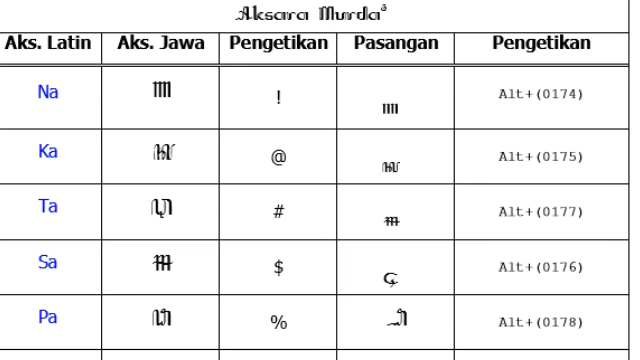 Aksara Murda
Aks. Latin Aks. Jawa Pengetikan Pasangan Pengetikan
Na ꦟ ! Alt+(0174)
Ka ꦑ @ Alt+(0175)
Ta # Alt+(0177)
Sa $ Alt+(0176)
Pa % Alt+(0178)